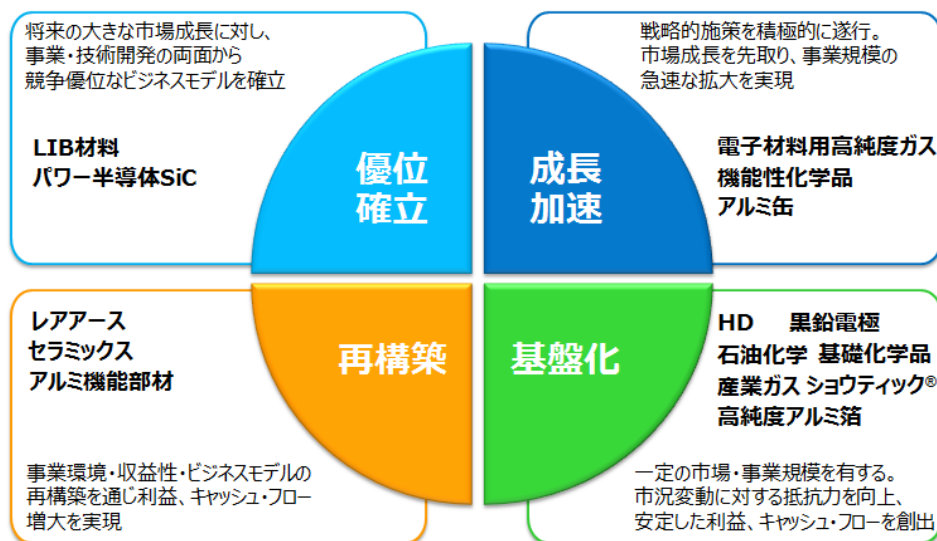 将来の大きな市場成長に対し、
事業・技術開発の両面から
競争優位なビジネスモデルを確立
LIB材料
パワー半導体SiC
優位
確立
戦略的施策を積極的に遂行。
市場成長を先取り、事業規模の
急速な拡大を実現
電子材料用高純度ガス
機能性化学品
アルミ缶
成長
加速
レアアース
セラミックス
アルミ機能部材
再構築
事業環境・収益性・ビジネスモデルの
再構築を通じ利益、キャッシュ・フロー
増大を実現
基盤化
HD 黒鉛電極
石油化学 基礎化学品
産業ガス ショウティック®
高純度アルミ箔
一定の市場・事業規模を有する。
市況変動に対する抵抗力を向上、
安定した利益、キャッシュ・フローを創出